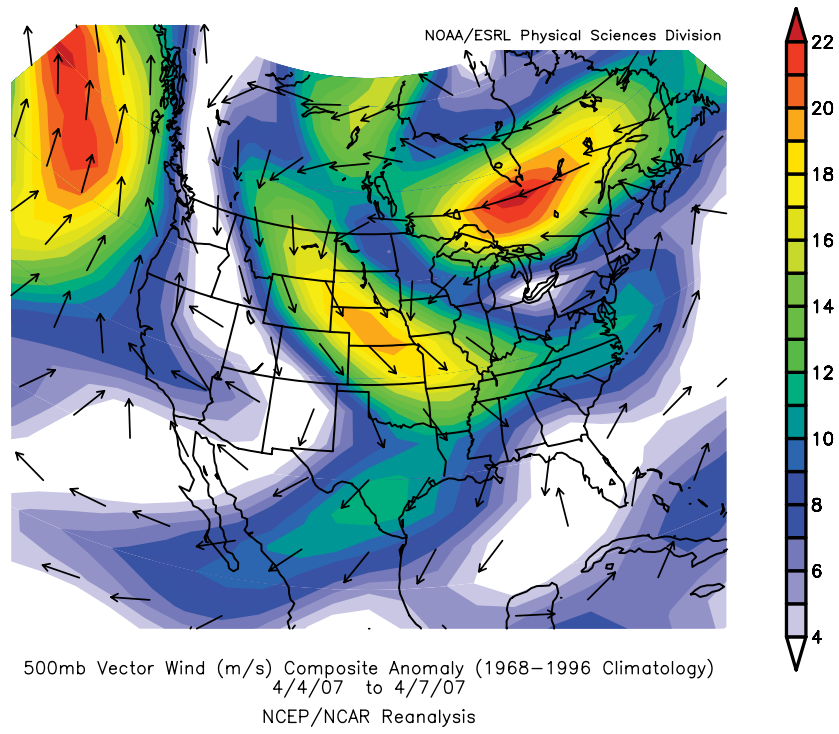 NOAA/ESRL Physical Sciences Division
22
20
18
16
14
12
10
8
6
4
500mb Vector Wind (m/s) Composite Anomaly (1968−1996 Climatology)
4/4/07 to 4/7/07
NCEP/NCAR Reanalysis